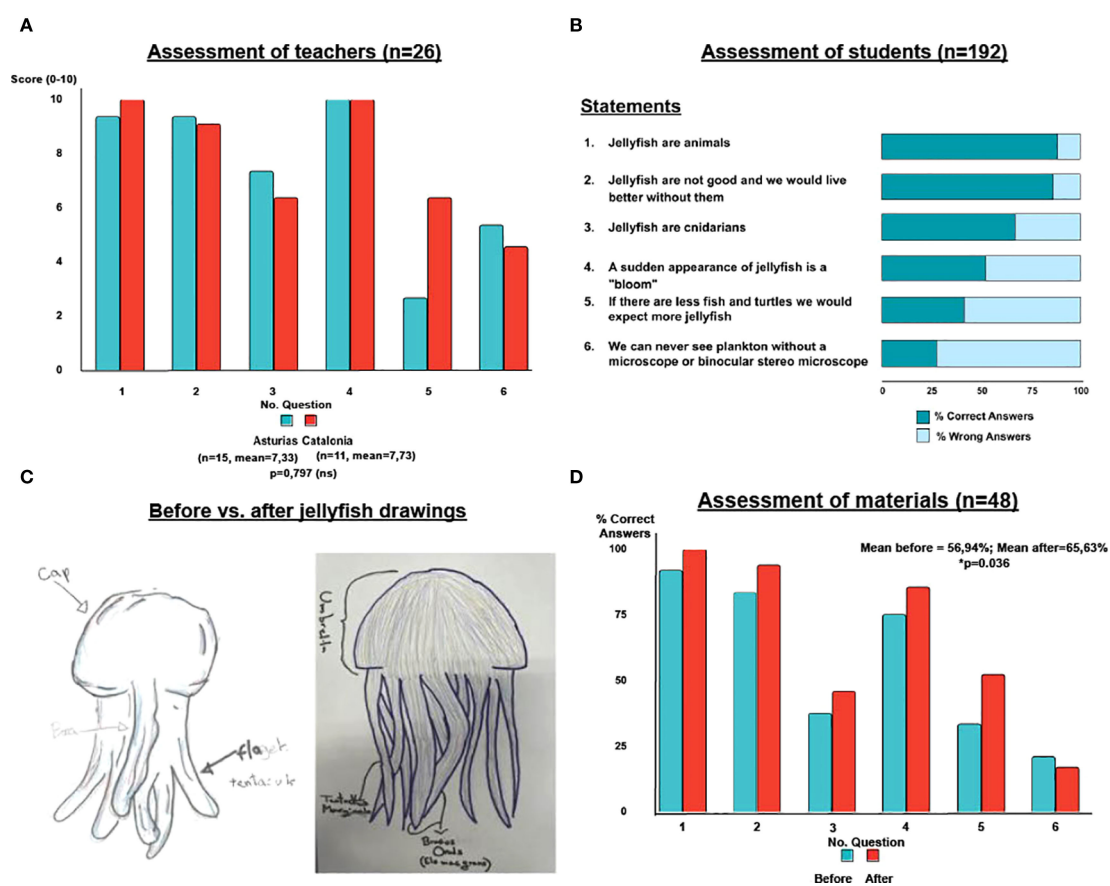 A
Assessment of teachers (n=26)
Score (0-10)
10
8
6
4
2
0
1 2 3 4 5 6
No. Question
Asturias Catalonia
(n=15, mean=7,33) (n=11, mean=7,73)
p=0,797 (ns)
B
Assessment of students (n=192)
Statements
1. Jellyfish are animals
2. Jellyfish are not good and we would live
better without them
3. Jellyfish are cnidarians
4. A sudden appearance of jellyfish is a
"bloom"
5. If there are less fish and turtles we would
expect more jellyfish
6. We can never see plankton without a
microscope or binocular stereo microscope
0 25 50 75 100
% Correct Answers
% Wrong Answers
C
Before vs. after jellyfish drawings
Cap
flagel.
tentacule
Umbrella
Orals
D
Assessment of materials (n=48)
% Correct
Answers
Mean before = 56,94%; Mean after=65,63%
*p=0.036
100
75
50
25
0
1 2 3 4 5 6
No. Question
Before After